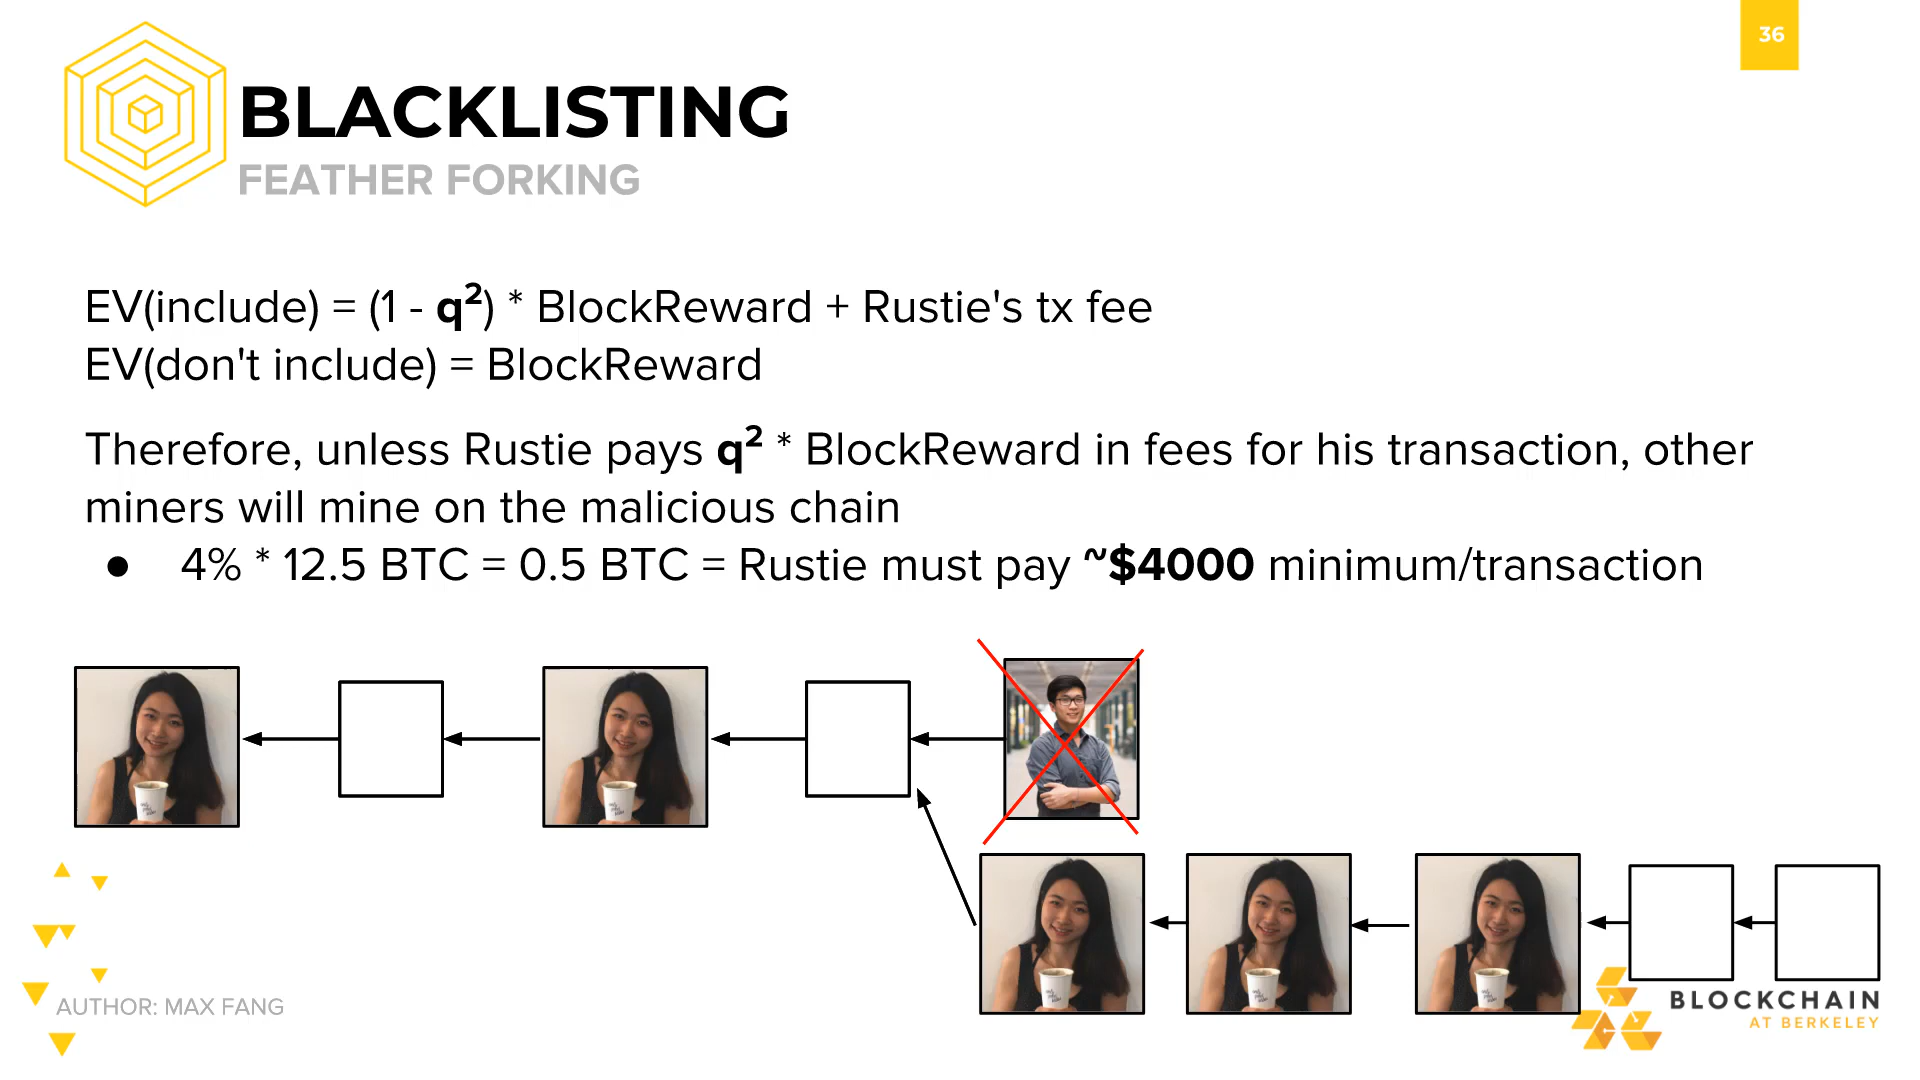 36
BLACKLISTING
FEATHER FORKING
EV(include) = (1 - q²) * BlockReward + Rustie's tx fee
EV(don't include) = BlockReward
Therefore, unless Rustie pays q² * BlockReward in fees for his transaction, other
miners will mine on the malicious chain
● 4% * 12.5 BTC = 0.5 BTC = Rustie must pay ~$4000 minimum/transaction
AUTHOR: MAX FANG
BLOCKCHAIN
AT BERKELEY